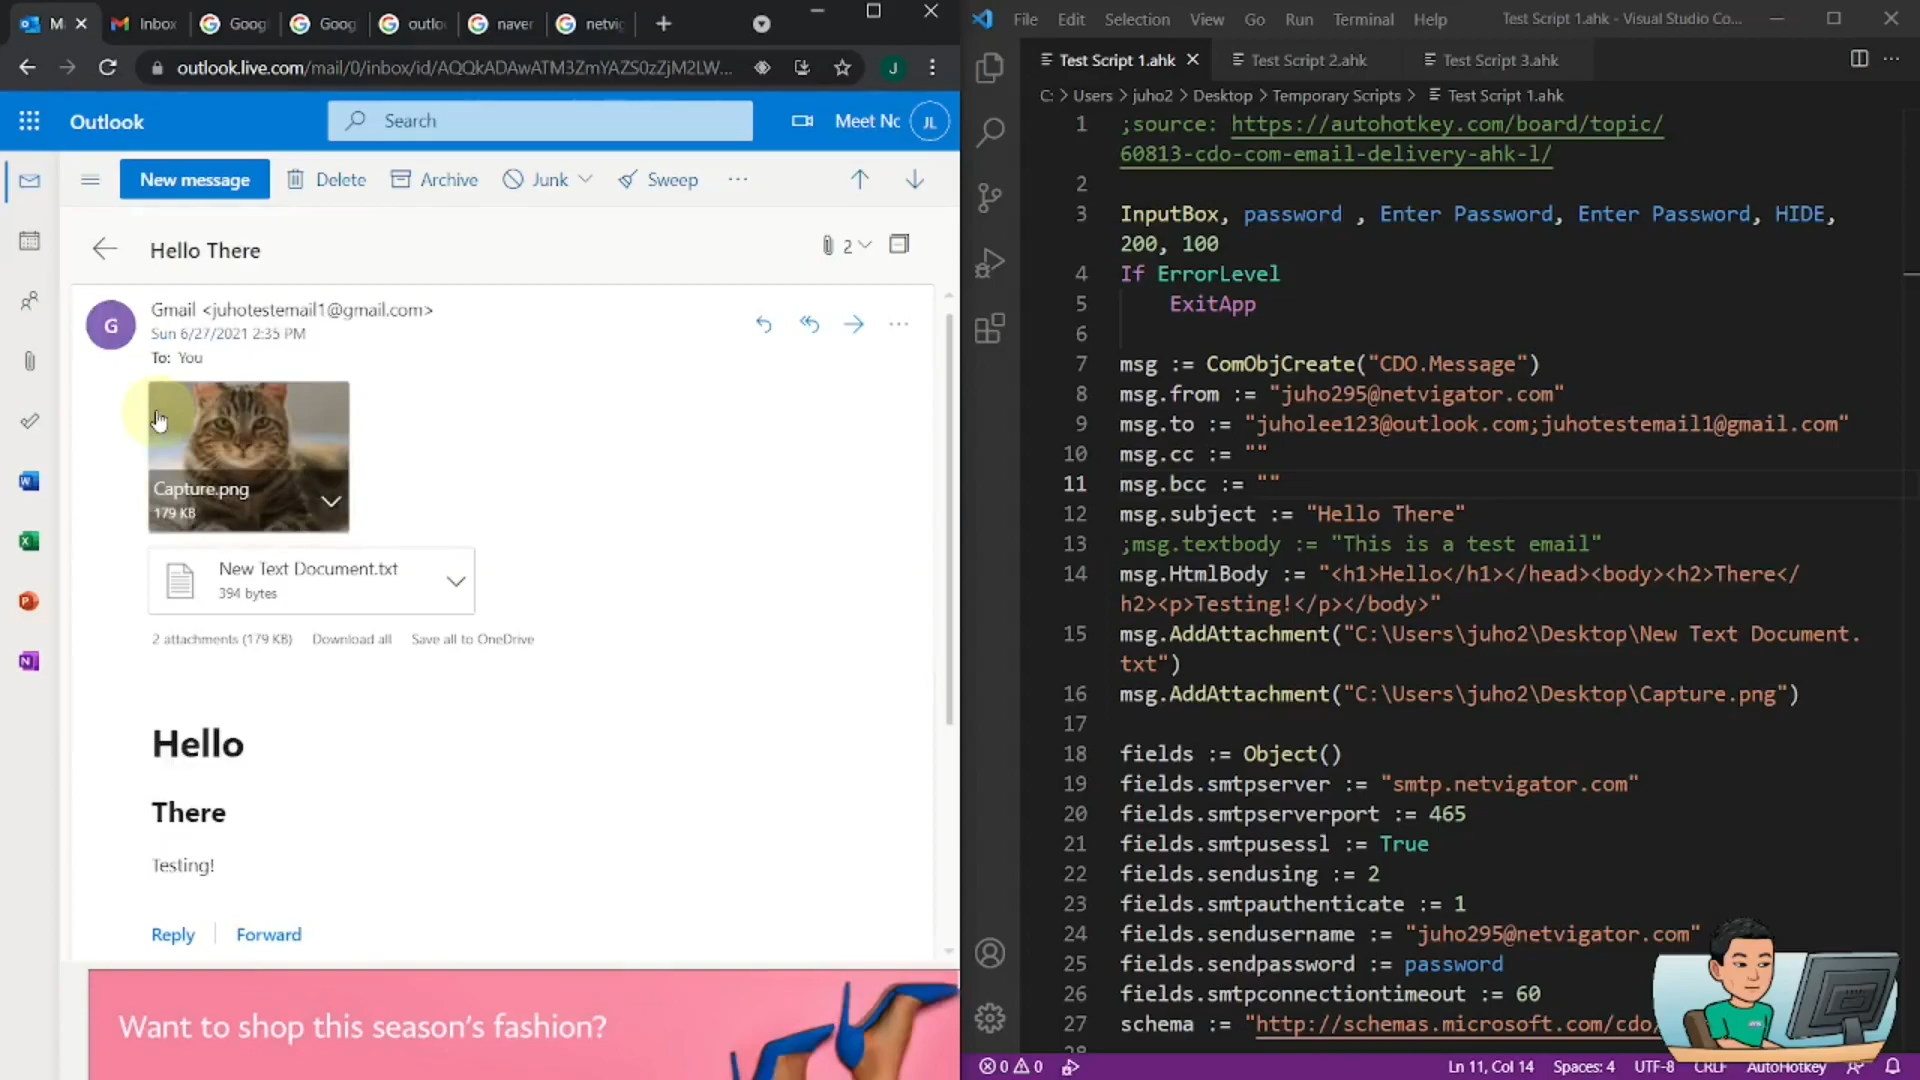 M
Inbox
Goog
Goog
outlo
naver
netvig
outlook.live.com/mail/0/inbox/id/AQQkADAwATM3ZmYAZS0zZjM2LW...
J
Outlook
Search
Meet Nc
JL
New message
Delete
Archive
Junk
Sweep
Hello There
2
G
Gmail <juhotestemail1@gmail.com>
Sun 6/27/2021 2:35 PM
To: You
Capture.png
179 KB
New Text Document.txt
394 bytes
2 attachments (179 KB) Download all Save all to OneDrive
Hello
There
Testing!
Reply
Forward
Want to shop this season's fashion?
File Edit Selection View Go Run Terminal Help
Test Script 1.ahk - Visual Studio Co...
Test Script 1.ahk
Test Script 2.ahk
Test Script 3.ahk
C: > Users > juho2 > Desktop > Temporary Scripts > Test Script 1.ahk
1 ;source: https://autohotkey.com/board/topic/
60813-cdo-com-email-delivery-ahk-l/
2
3 InputBox, password , Enter Password, Enter Password, HIDE,
200, 100
4 If ErrorLevel
5 ExitApp
6
7 msg := ComObjCreate("CDO.Message")
8 msg.from := "juho295@netvigator.com"
9 msg.to := "juholee123@outlook.com;juhotestemail1@gmail.com"
10 msg.cc := ""
11 msg.bcc := ""
12 msg.subject := "Hello There"
13 ;msg.textbody := "This is a test email"
14 msg.HtmlBody := "<h1>Hello</h1></head><body><h2>There</
h2><p>Testing!</p></body>"
15 msg.AddAttachment("C:\Users\juho2\Desktop\New Text Document.
txt")
16 msg.AddAttachment("C:\Users\juho2\Desktop\Capture.png")
17
18 fields := Object()
19 fields.smtpserver := "smtp.netvigator.com"
20 fields.smtpserverport := 465
21 fields.smtpusessl := True
22 fields.sendusing := 2
23 fields.smtpauthenticate := 1
24 fields.sendusername := "juho295@netvigator.com"
25 fields.sendpassword := password
26 fields.smtpconnectiontimeout := 60
27 schema := "http://schemas.microsoft.com/cdo/
28
0 0
Ln 11, Col 14 Spaces: 4 UTF-8 CRLF AutoHotkey